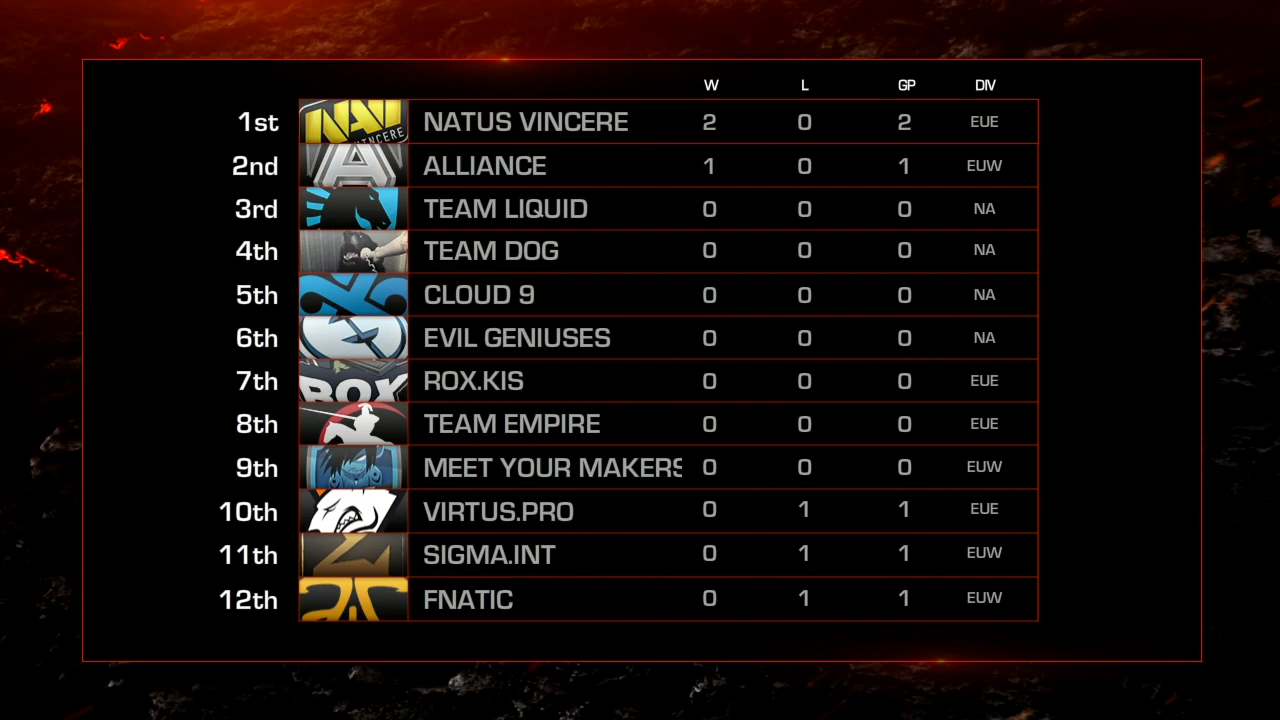 W L GP DIV
1st NAVI VINCERE NATUS VINCERE 2 0 2 EUE
2nd ALLIANCE 1 0 1 EUW
3rd TEAM LIQUID 0 0 0 NA
4th TEAM DOG 0 0 0 NA
5th CLOUD 9 0 0 0 NA
6th EVIL GENIUSES 0 0 0 NA
7th ROX ROX.KIS 0 0 0 EUE
8th TEAM EMPIRE 0 0 0 EUE
9th MEET YOUR MAKERS 0 0 0 EUW
10th VIRTUS.PRO 0 1 1 EUE
11th SIGMA.INT 0 1 1 EUW
12th FNATIC 0 1 1 EUW